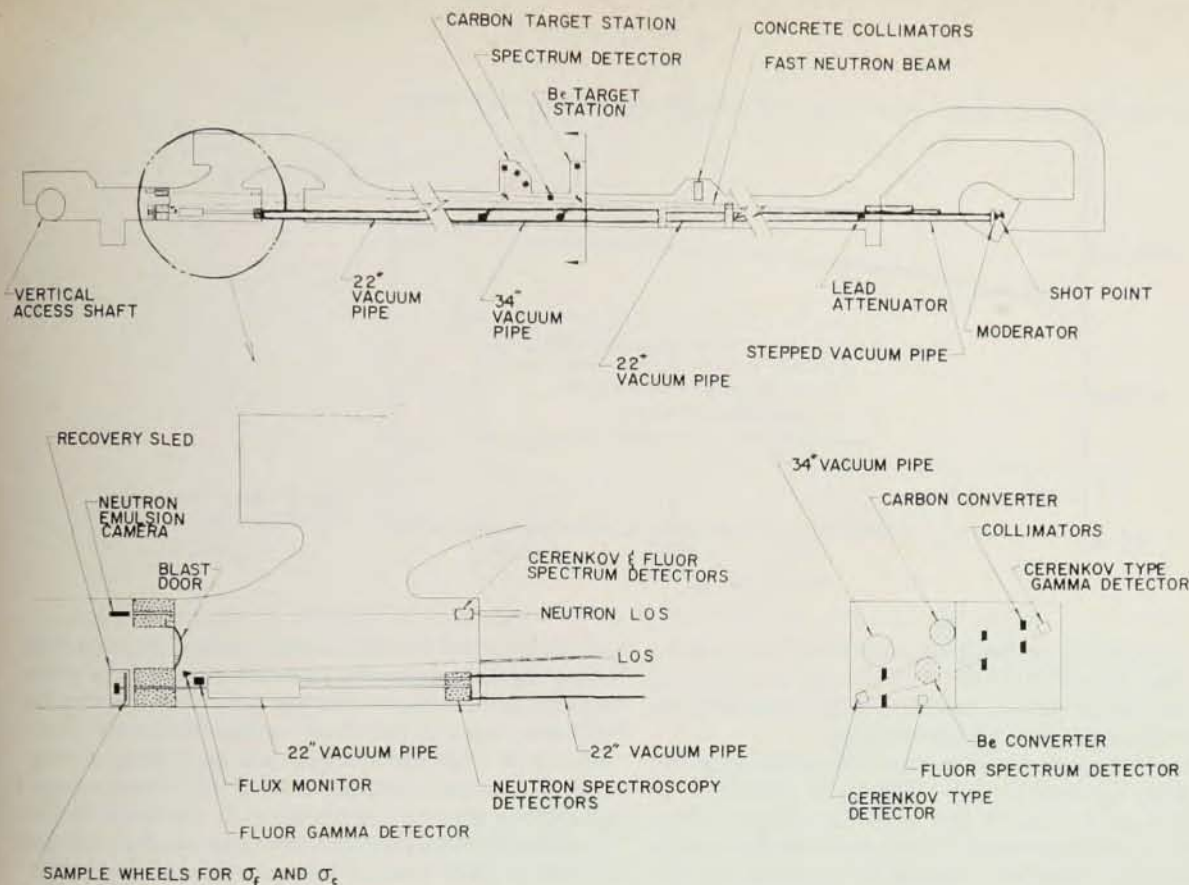 CARBON TARGET STATION
SPECTRUM DETECTOR
Be TARGET
STATION
CONCRETE COLLIMATORS
FAST NEUTRON BEAM
VERTICAL
ACCESS SHAFT
22"
VACUUM
PIPE
34"
VACUUM
PIPE
22"
VACUUM PIPE
LEAD
ATTENUATOR
STEPPED VACUUM PIPE
SHOT POINT
MODERATOR
RECOVERY SLED
NEUTRON
EMULSION
CAMERA
BLAST
DOOR
CERENKOV & FLUOR
SPECTRUM DETECTORS
NEUTRON LOS
LOS
22" VACUUM PIPE
22" VACUUM PIPE
FLUX MONITOR
NEUTRON SPECTROSCOPY
DETECTORS
FLUOR GAMMA DETECTOR
SAMPLE WHEELS FOR σf AND σc
34" VACUUM PIPE
CARBON CONVERTER
COLLIMATORS
CERENKOV TYPE
GAMMA DETECTOR
Be CONVERTER
FLUOR SPECTRUM DETECTOR
CERENKOV TYPE
DETECTOR